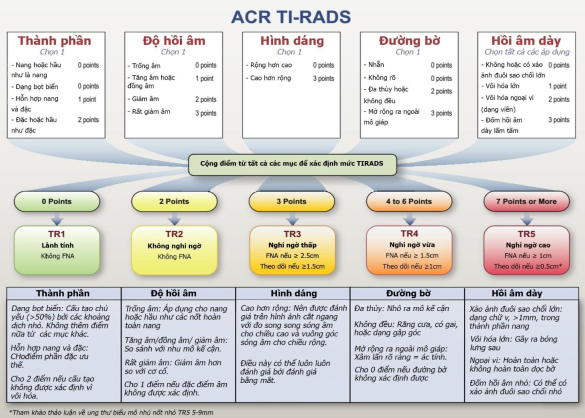 ACR TI-RADS
Thành phần
Chọn 1
- Nang hoặc hầu như là nang 0 points
- Dạng bọt biển 0 points
- Hỗn hợp nang và đặc 1 point
- Đặc hoặc hầu như đặc 2 points
Độ hồi âm
Chọn 1
- Trống âm 0 points
- Tăng âm hoặc đồng âm 1 point
- Giảm âm 2 points
- Rất giảm âm 3 points
Hình dáng
Chọn 1
- Rộng hơn cao 0 points
- Cao hơn rộng 3 points
Đường bờ
Chọn 1
- Nhẵn 0 points
- Không rõ 0 points
- Đa thùy hoặc không đều 2 points
- Mở rộng ra ngoài mô giáp 3 points
Hồi âm dày
Chọn tất cả các áp dụng
- Không hoặc có xảo ảnh đuôi sao chổi lớn 0 points
- Vôi hóa lớn 1 point
- Vôi hóa ngoại vi (dạng viền) 2 points
- Đốm hồi âm dày lấm tấm 3 points
Cộng điểm từ tất cả các mục để xác định mức TIRADS
0 Points
2 Points
3 Points
4 to 6 Points
7 Points or More
TR1
Lành tính
Không FNA
TR2
Không nghi ngờ
Không FNA
TR3
Nghi ngờ thấp
FNA nếu ≥ 2.5cm
Theo dõi nếu ≥1.5cm
TR4
Nghi ngờ vừa
FNA nếu ≥ 1.5cm
Theo dõi nếu ≥1cm
TR5
Nghi ngờ cao
FNA nếu ≥ 1cm
Theo dõi nếu ≥0.5cm*
Thành phần
Dạng bọt biển: Cấu tạo chủ
yếu (>50%) bởi các khoảng
dịch nhỏ. Không thêm điểm
nữa từ các mục khác.
Hỗn hợp nang và đặc:
CHođiểm phần đặc ưu
thế.
Cho 2 điểm nếu cấu tạo
không được xác định vì
vôi hóa.
Độ hồi âm
Trống âm: Áp dụng cho nang
hoặc hầu như các nốt hoàn
toàn nang
Tăng âm/đồng âm/ giảm âm:
So sánh với nhu mô kế cận.
Rất giảm âm: Giảm âm hơn
so với cơ cổ.
Cho 1 điểm nếu đặc điểm âm
không được xác định.
Hình dáng
Cao hơn rộng: Nên được đánh
giá trên hình ảnh cắt ngang
với đo song song sóng âm
cho chiều cao và vuông góc
sóng âm cho chiều rộng.
Điều này có thể luôn luôn
đánh giá bởi đánh giá
bằng mắt.
Đường bờ
Đa thùy: Nhô ra mô kế cận
Không đều: Răng cưa, có gai,
hoặc dạng gấp góc
Mở rộng ra ngoài mô giáp:
Xâm lấn rõ ràng = ác tính.
Cho 0 điểm nếu đường bờ
không xác định được
Hồi âm dày
Xảo ảnh đuôi sao chổi lớn:
dạng chữ v, >1mm, trong
thành phần nang
Vôi hóa lớn: Gây ra bóng
lưng sau
Ngoại vi: Hoàn toàn hoặc
không hoàn toàn dọc bờ
Đốm hồi âm nhỏ: Có thể có
xảo ảnh đuôi sao chổi nhỏ
*Tham khảo thảo luận về ung thư biểu mô nhú nốt nhỏ TR5 5-9mm